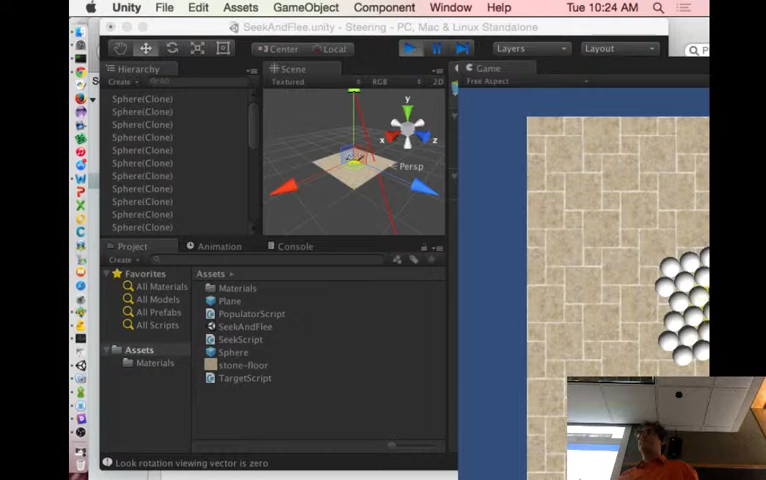 Unity File Edit Assets GameObject Component Window Help Tue 10:24 AM
SeekAndFlee.unity - Steering - PC, Mac & Linux Standalone
Center Local Layers Layout
Hierarchy Scene Game
Create All Textured RGB 2D Free Aspect
Sphere(Clone)
Sphere(Clone)
Sphere(Clone)
Sphere(Clone)
Sphere(Clone)
Sphere(Clone)
Sphere(Clone)
Sphere(Clone)
Sphere(Clone)
Sphere(Clone)
Sphere(Clone)
y
x z
Persp
Project Animation Console
Create
Favorites
All Materials
All Models
All Prefabs
All Scripts
Assets
Materials
Assets
Materials
Plane
PopulatorScript
SeekAndFlee
SeekScript
Sphere
stone-floor
TargetScript
Look rotation viewing vector is zero